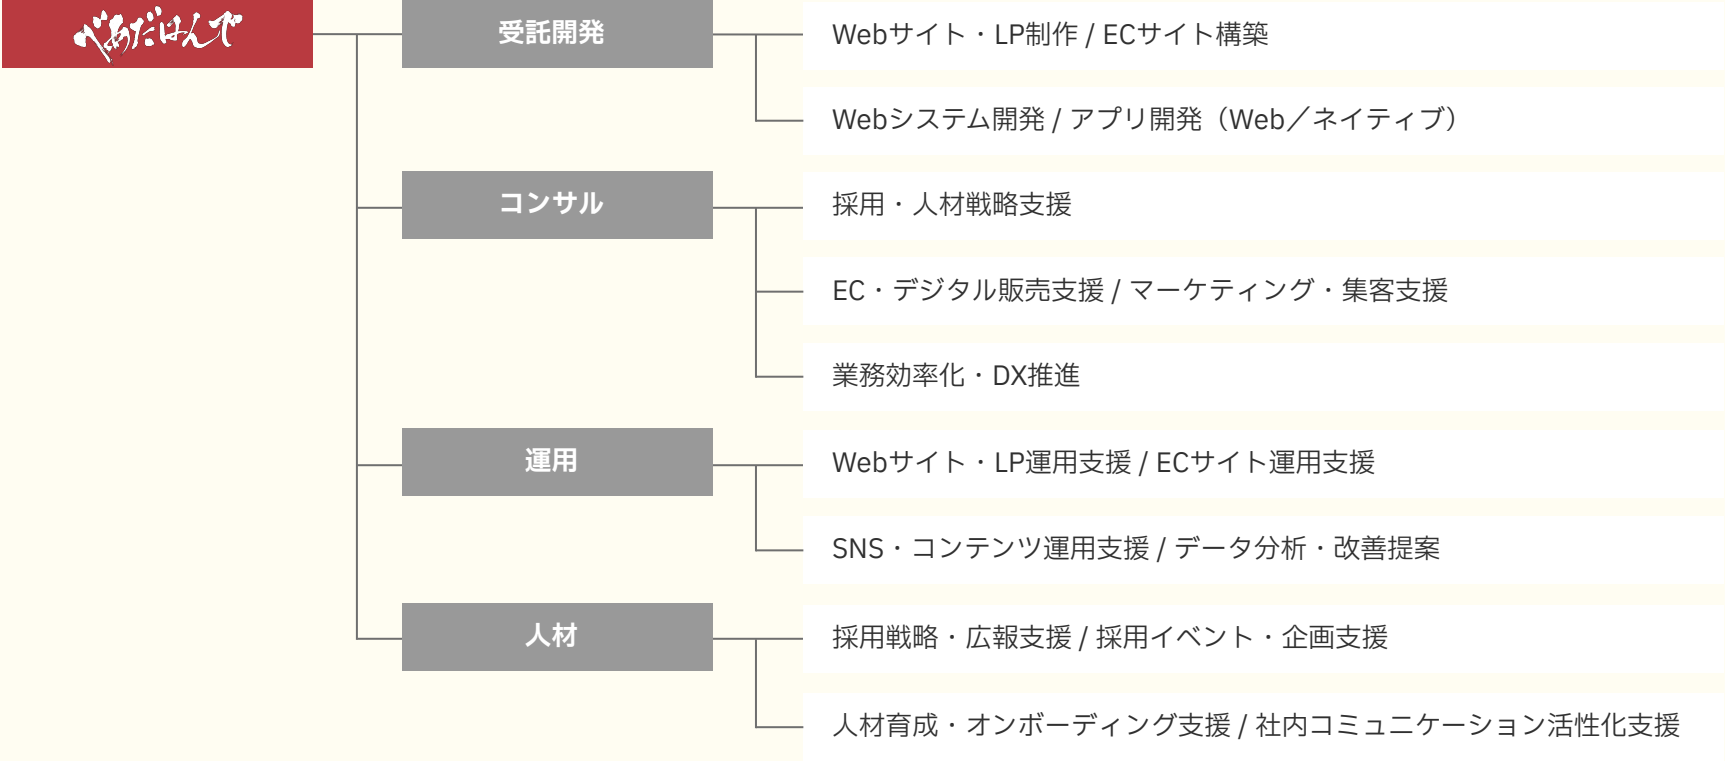 べあだはんで
受託開発
Webサイト・LP制作 / ECサイト構築
Webシステム開発 / アプリ開発（Web／ネイティブ）
コンサル
採用・人材戦略支援
EC・デジタル販売支援 / マーケティング・集客支援
業務効率化・DX推進
運用
Webサイト・LP運用支援 / ECサイト運用支援
SNS・コンテンツ運用支援 / データ分析・改善提案
人材
採用戦略・広報支援 / 採用イベント・企画支援
人材育成・オンボーディング支援 / 社内コミュニケーション活性化支援